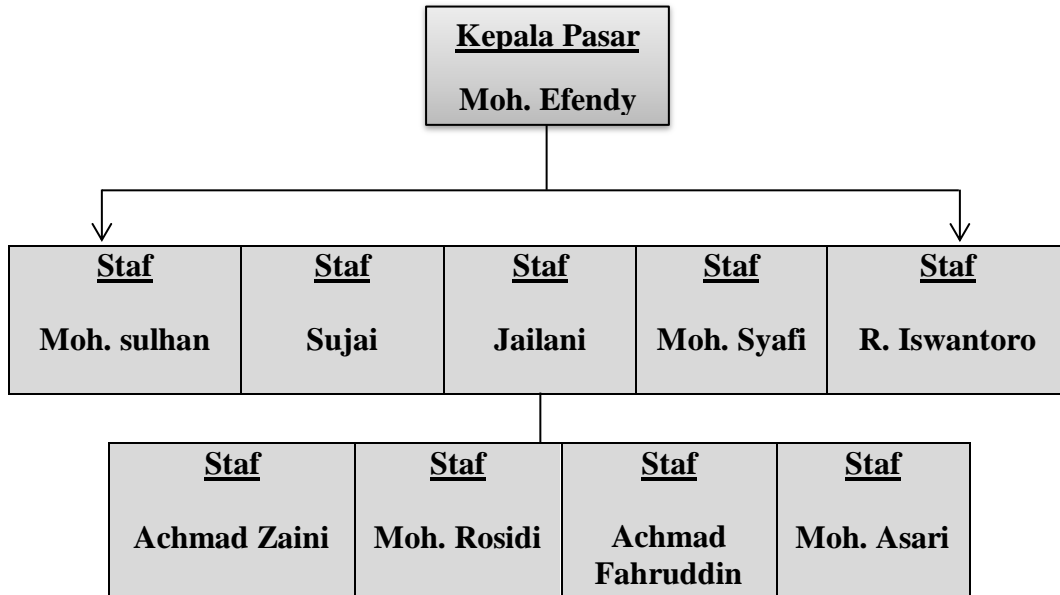 Kepala Pasar
Moh. Efendy
Staf
Moh. sulhan
Staf
Sujai
Staf
Jailani
Staf
Moh. Syafi
Staf
R. Iswantoro
Staf
Achmad Zaini
Staf
Moh. Rosidi
Staf
Achmad
Fahruddin
Staf
Moh. Asari